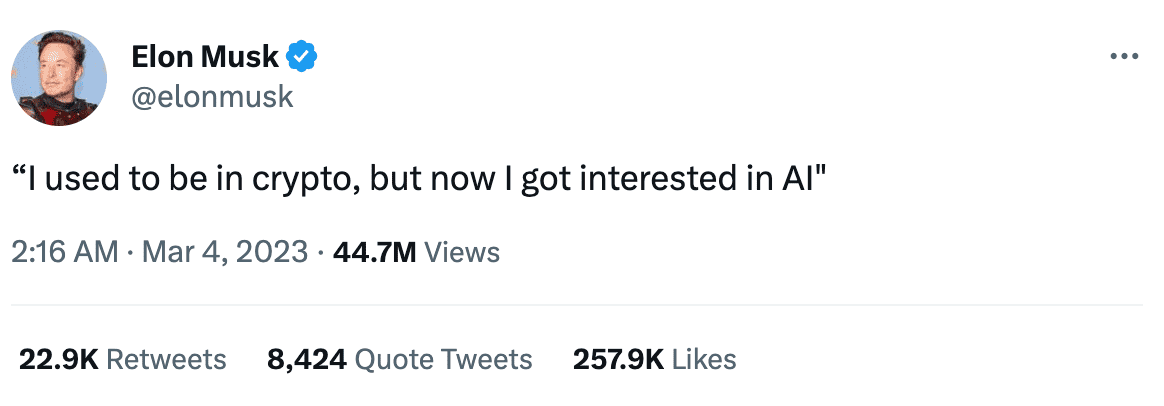 Elon Musk
@elonmusk
“I used to be in crypto, but now I got interested in AI"
2:16 AM · Mar 4, 2023 · 44.7M Views
22.9K Retweets 8,424 Quote Tweets 257.9K Likes